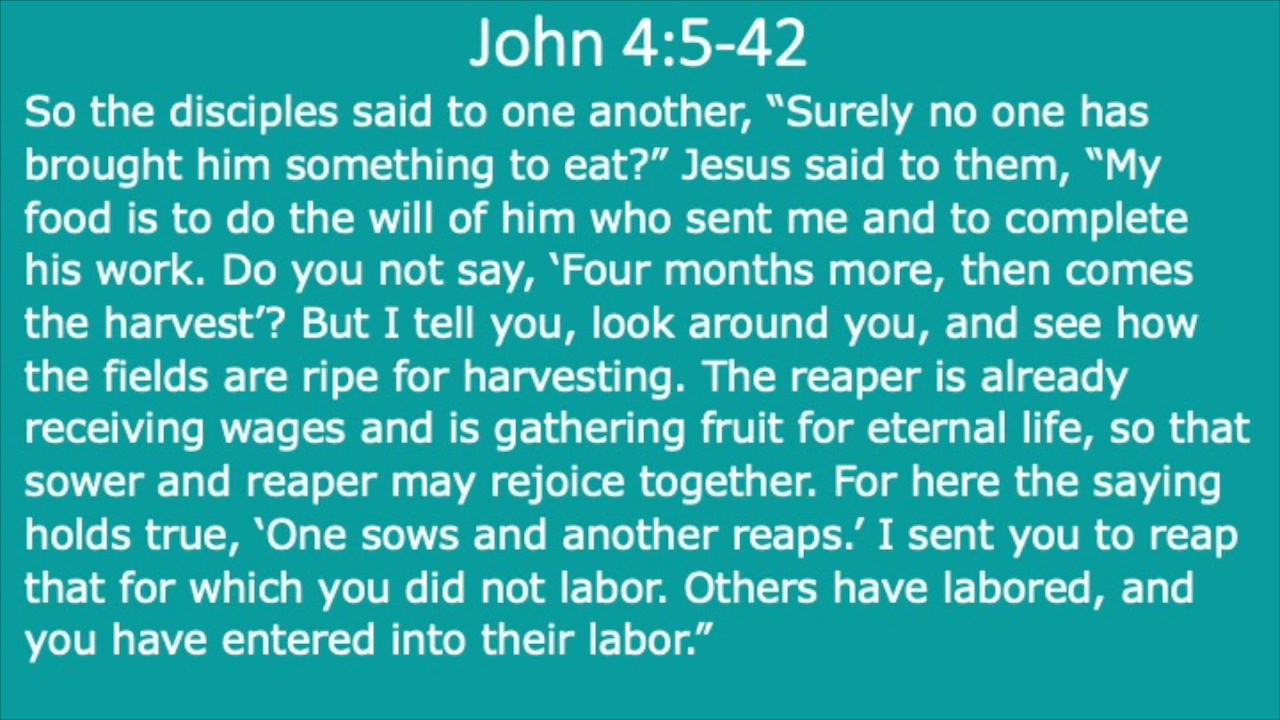 John 4:5-42
So the disciples said to one another, “Surely no one has
brought him something to eat?” Jesus said to them, “My
food is to do the will of him who sent me and to complete
his work. Do you not say, ‘Four months more, then comes
the harvest’? But I tell you, look around you, and see how
the fields are ripe for harvesting. The reaper is already
receiving wages and is gathering fruit for eternal life, so that
sower and reaper may rejoice together. For here the saying
holds true, ‘One sows and another reaps.’ I sent you to reap
that for which you did not labor. Others have labored, and
you have entered into their labor.”